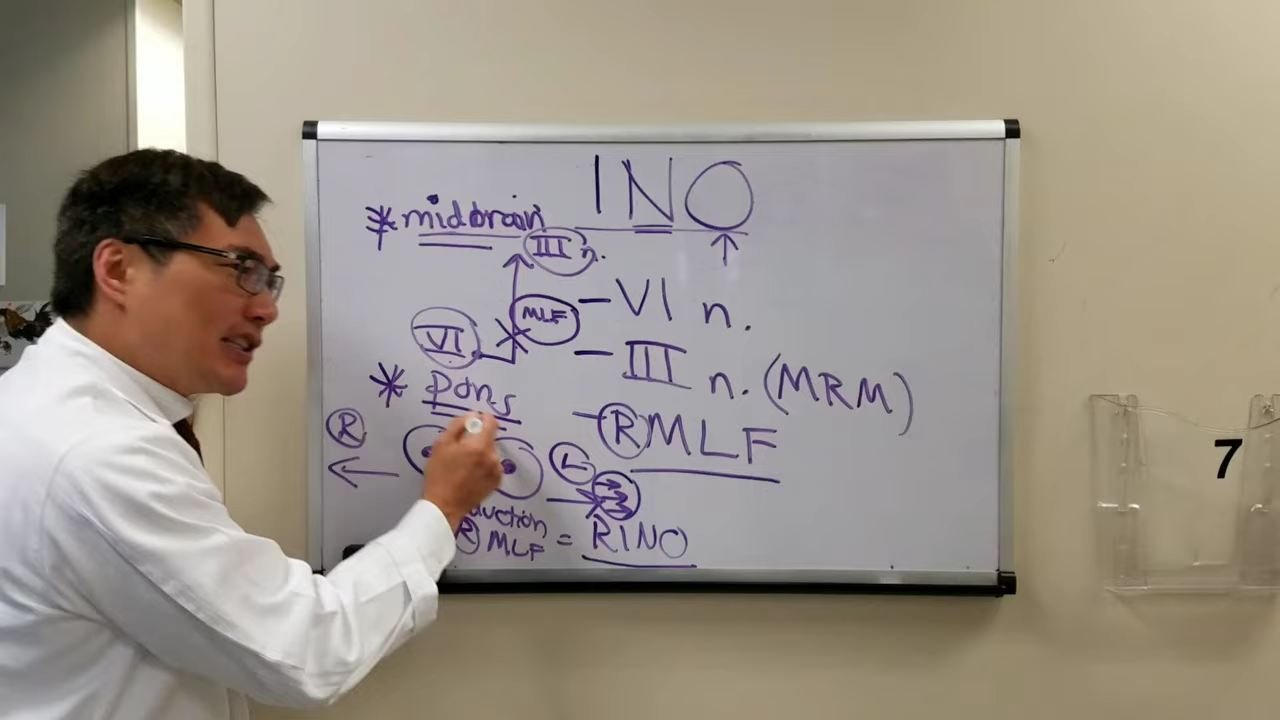 INO
* midbrain
III n.
MLF
- VI n.
VI
- III n. (MRM)
* Pons
R
- R MLF
L
R MLF = RINO
7